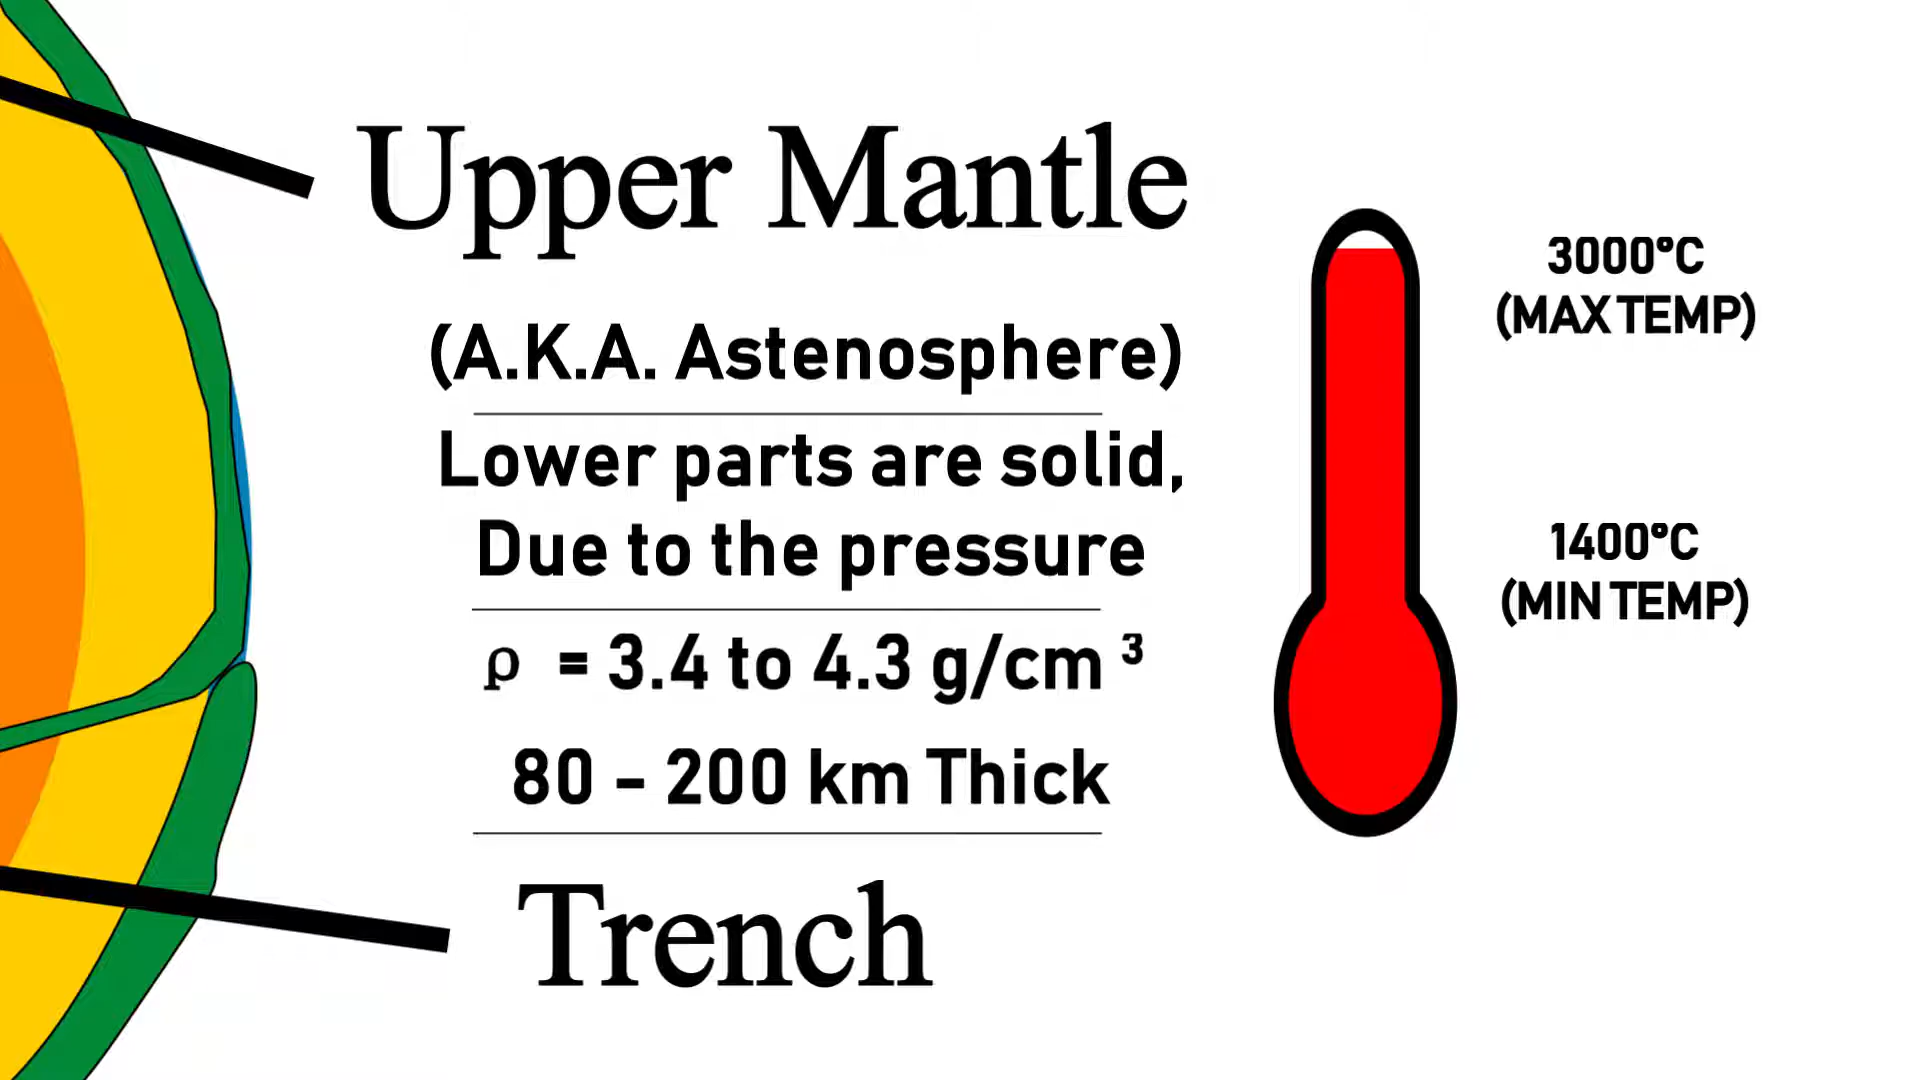 Upper Mantle
(A.K.A. Astenosphere)
Lower parts are solid,
Due to the pressure
ρ = 3.4 to 4.3 g/cm ³
80 - 200 km Thick
Trench
3000°C
(MAX TEMP)
1400°C
(MIN TEMP)